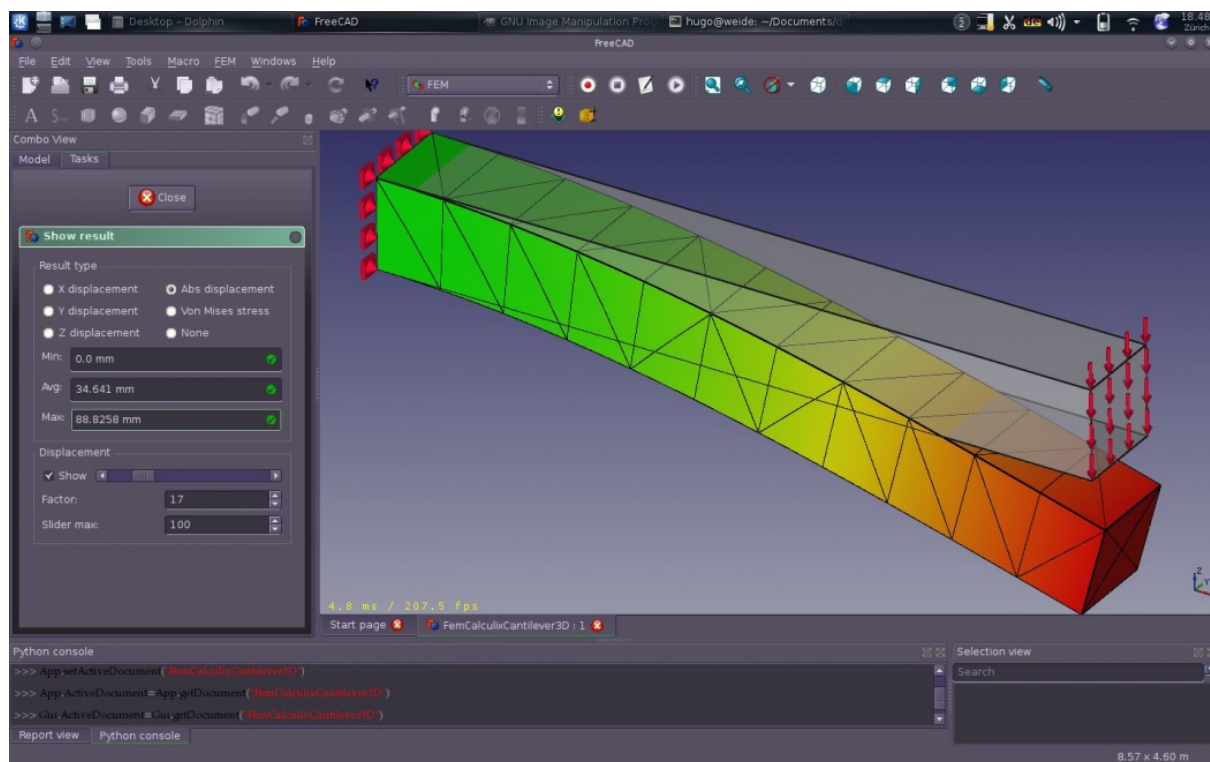 Desktop – Dolphin
FreeCAD
GNU Image Manipulation Prog
hugo@weide: ~/Documents/d
de
18.48
Zürich
FreeCAD
File Edit View Tools Macro FEM Windows Help
FEM
Combo View
Model Tasks
Close
Show result
Result type
X displacement Abs displacement
Y displacement Von Mises stress
Z displacement None
Min: 0.0 mm
Avg: 34.641 mm
Max: 88.8258 mm
Displacement
Show
Factor: 17
Slider max: 100
Z
Y
4.8 ms / 207.5 fps
Start page FemCalculixCantilever3D : 1
Python console
Selection view
>>> App.setActiveDocument("FemCalculixCantilever3D")
>>> App.ActiveDocument=App.getDocument("FemCalculixCantilever3D")
>>> Gui.ActiveDocument=Gui.getDocument("FemCalculixCantilever3D")
Search
Report view Python console
8.57 x 4.60 m